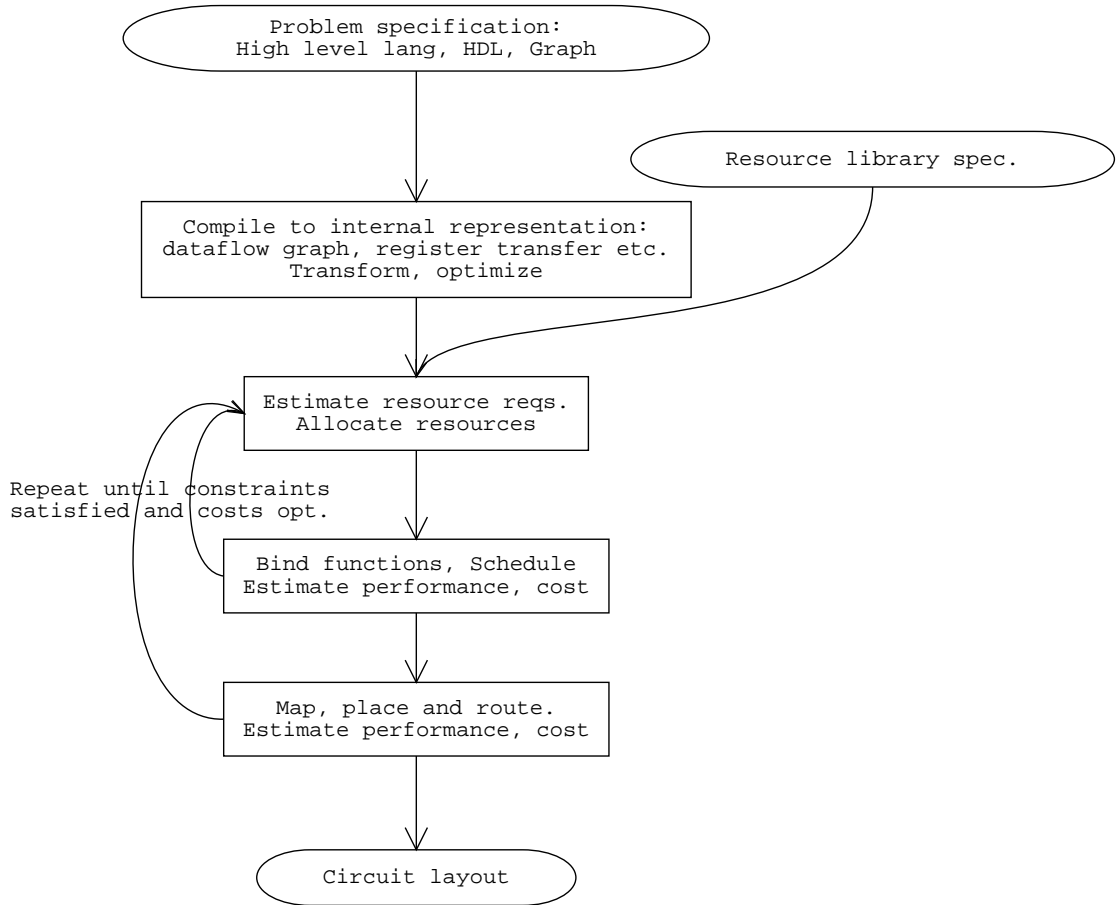 Problem specification:
High level lang, HDL, Graph
Resource library spec.
Compile to internal representation:
dataflow graph, register transfer etc.
Transform, optimize
Estimate resource reqs.
Allocate resources
Repeat until constraints
satisfied and costs opt.
Bind functions, Schedule
Estimate performance, cost
Map, place and route.
Estimate performance, cost
Circuit layout